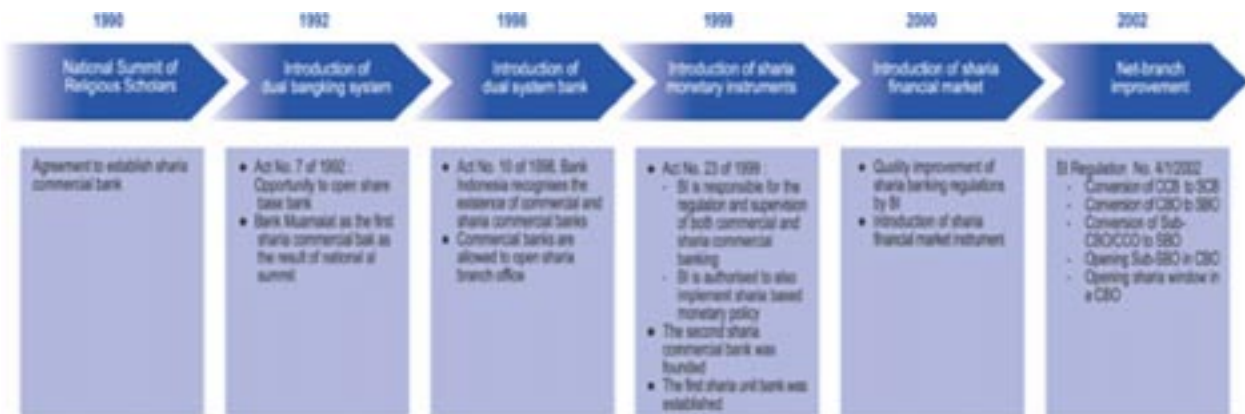 1990
1992
1998
1999
2000
2002
National Summit of
Religious Scholars
Introduction of
dual bangking system
Introduction of
dual system bank
Introduction of sharia
monetary instruments
Introduction of sharia
financial market
Net-branch
improvement
Agreement to establish sharia
commercial bank
• Act No. 7 of 1992 :
Opportunity to open share
base bank
• Bank Muamalat as the first
sharia commercial bak as
the result of national al
summit
• Act No. 10 of 1998, Bank
Indonesia recognises the
existence of commercial and
sharia commercial banks
• Commercial banks are
allowed to open sharia
branch office
• Act No. 23 of 1999 :
- BI is responsible for the
regulation and supervision
of both commercial and
sharia commercial
banking
- BI is authorised to also
implement sharia based
monetary policy
• The second sharia
commercial bank was
founded
• The first sharia unit bank was
established
• Quality improvement of
sharia banking regulations
by BI
• Introduction of sharia
financial market instrument
BI Regulation No. 4/1/2002
- Conversion of CCB to SCB
- Conversion of CBO to SBO
- Conversion of Sub-
CBO/CCO to SBO
- Opening Sub-SBO in CBO
- Opening sharia window in
a CBO